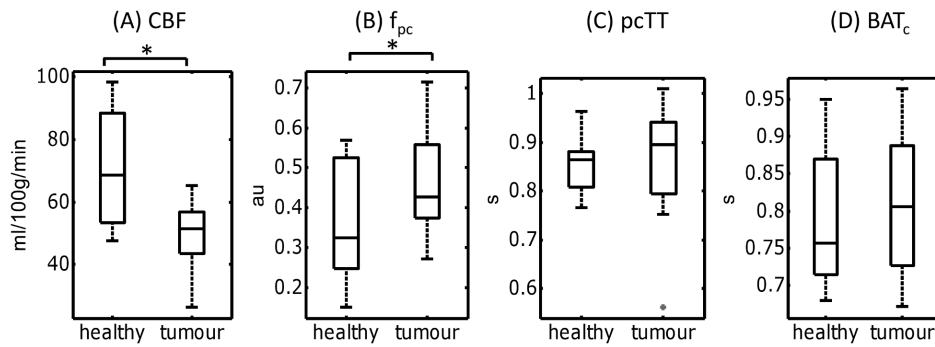 (A) CBF
(B) fpc
(C) pcTT
(D) BATc
*
*
ml/100g/min
100
80
60
40
healthy tumour
au
0.7
0.6
0.5
0.4
0.3
0.2
healthy tumour
s
1
0.9
0.8
0.7
0.6
healthy tumour
s
0.95
0.9
0.85
0.8
0.75
0.7
healthy tumour